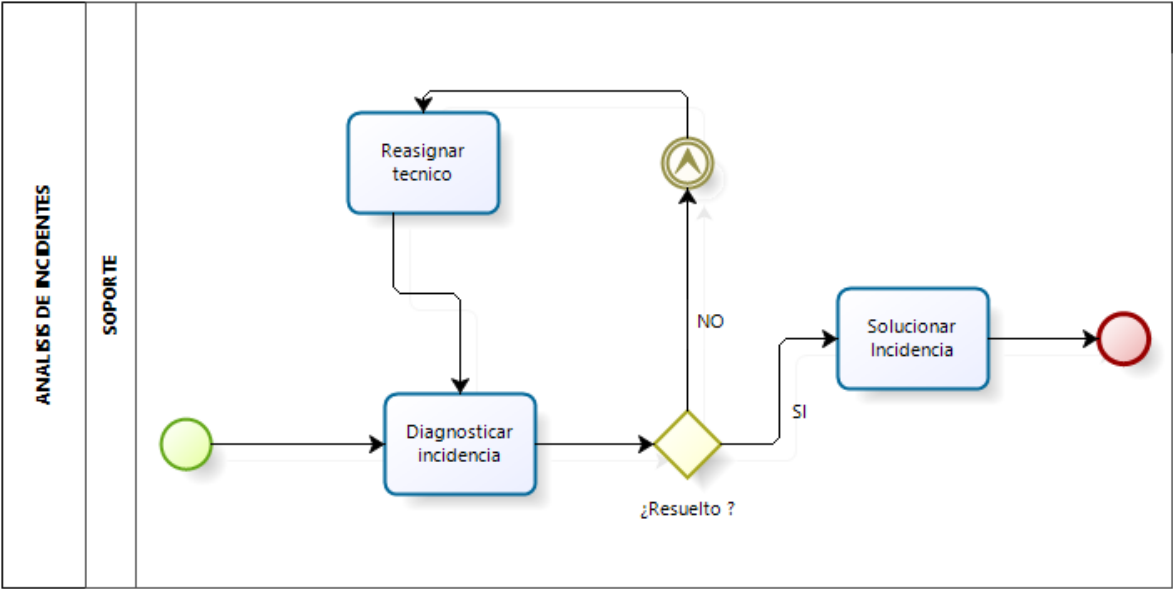 ANALISIS DE INCIDENTES
SOPORTE
Reasignar
tecnico
NO
Solucionar
Incidencia
SI
Diagnosticar
incidencia
¿Resuelto ?